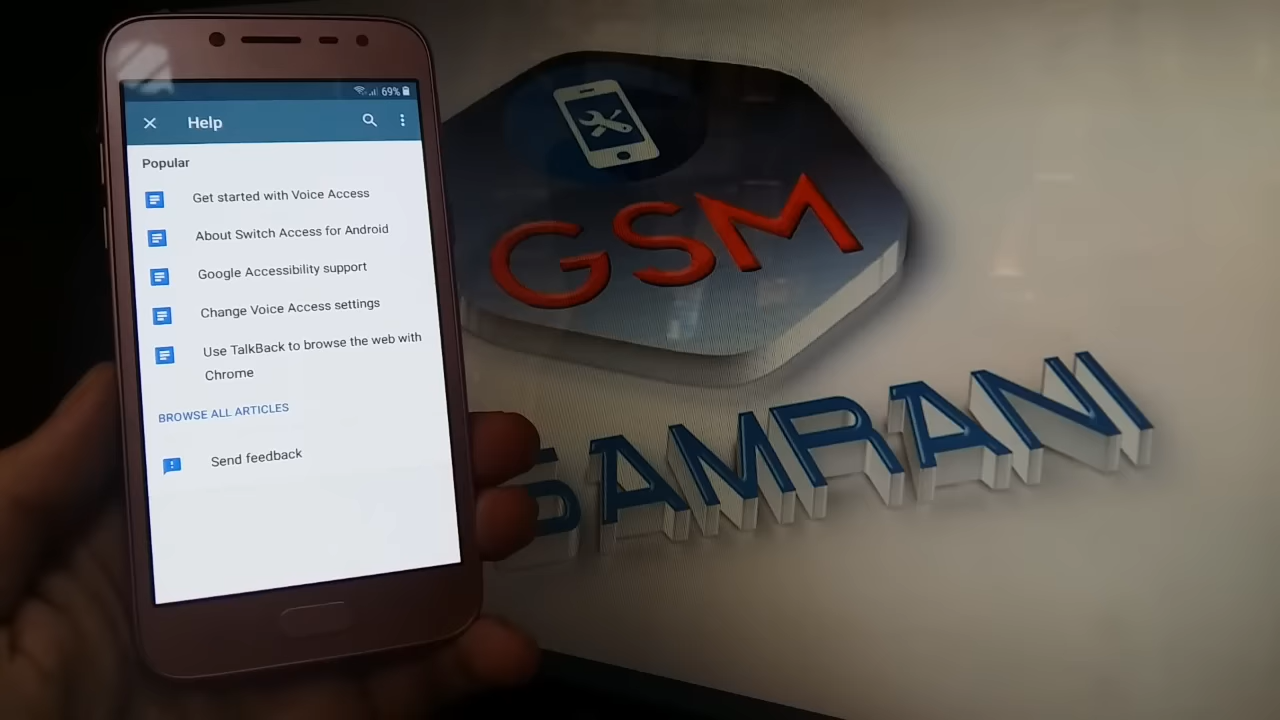 69%
Help
Popular
Get started with Voice Access
About Switch Access for Android
Google Accessibility support
Change Voice Access settings
Use TalkBack to browse the web with
Chrome
BROWSE ALL ARTICLES
Send feedback
GSM
SAMRANI